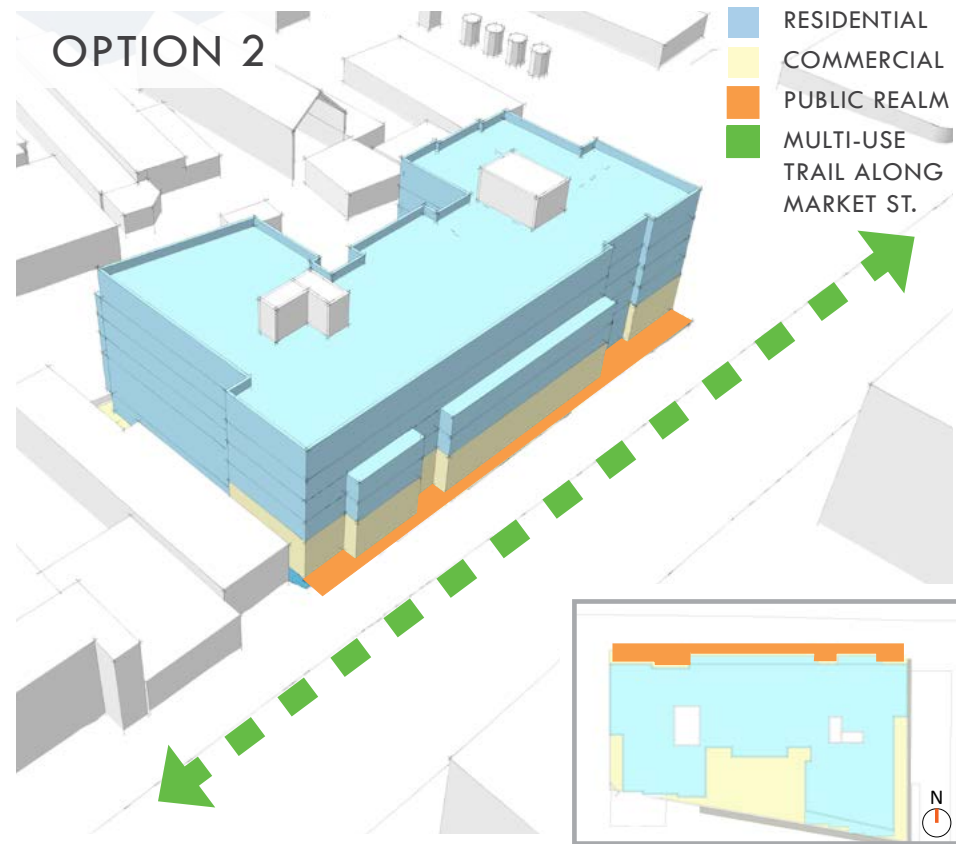 OPTION 2
RESIDENTIAL
COMMERCIAL
PUBLIC REALM
MULTI-USE
TRAIL ALONG
MARKET ST.
N